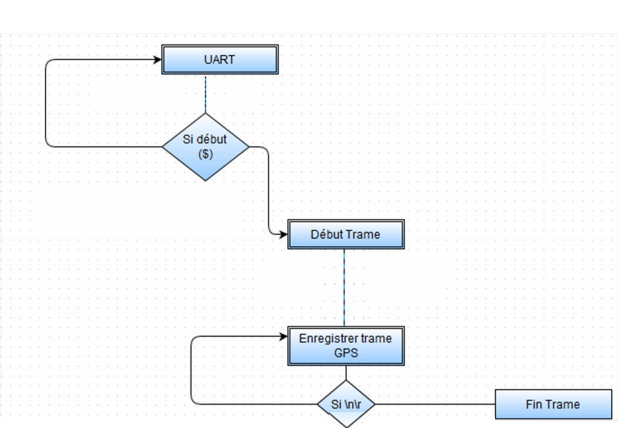 UART
Si début
($)
Début Trame
Enregistrer trame
GPS
Si \n\r
Fin Trame